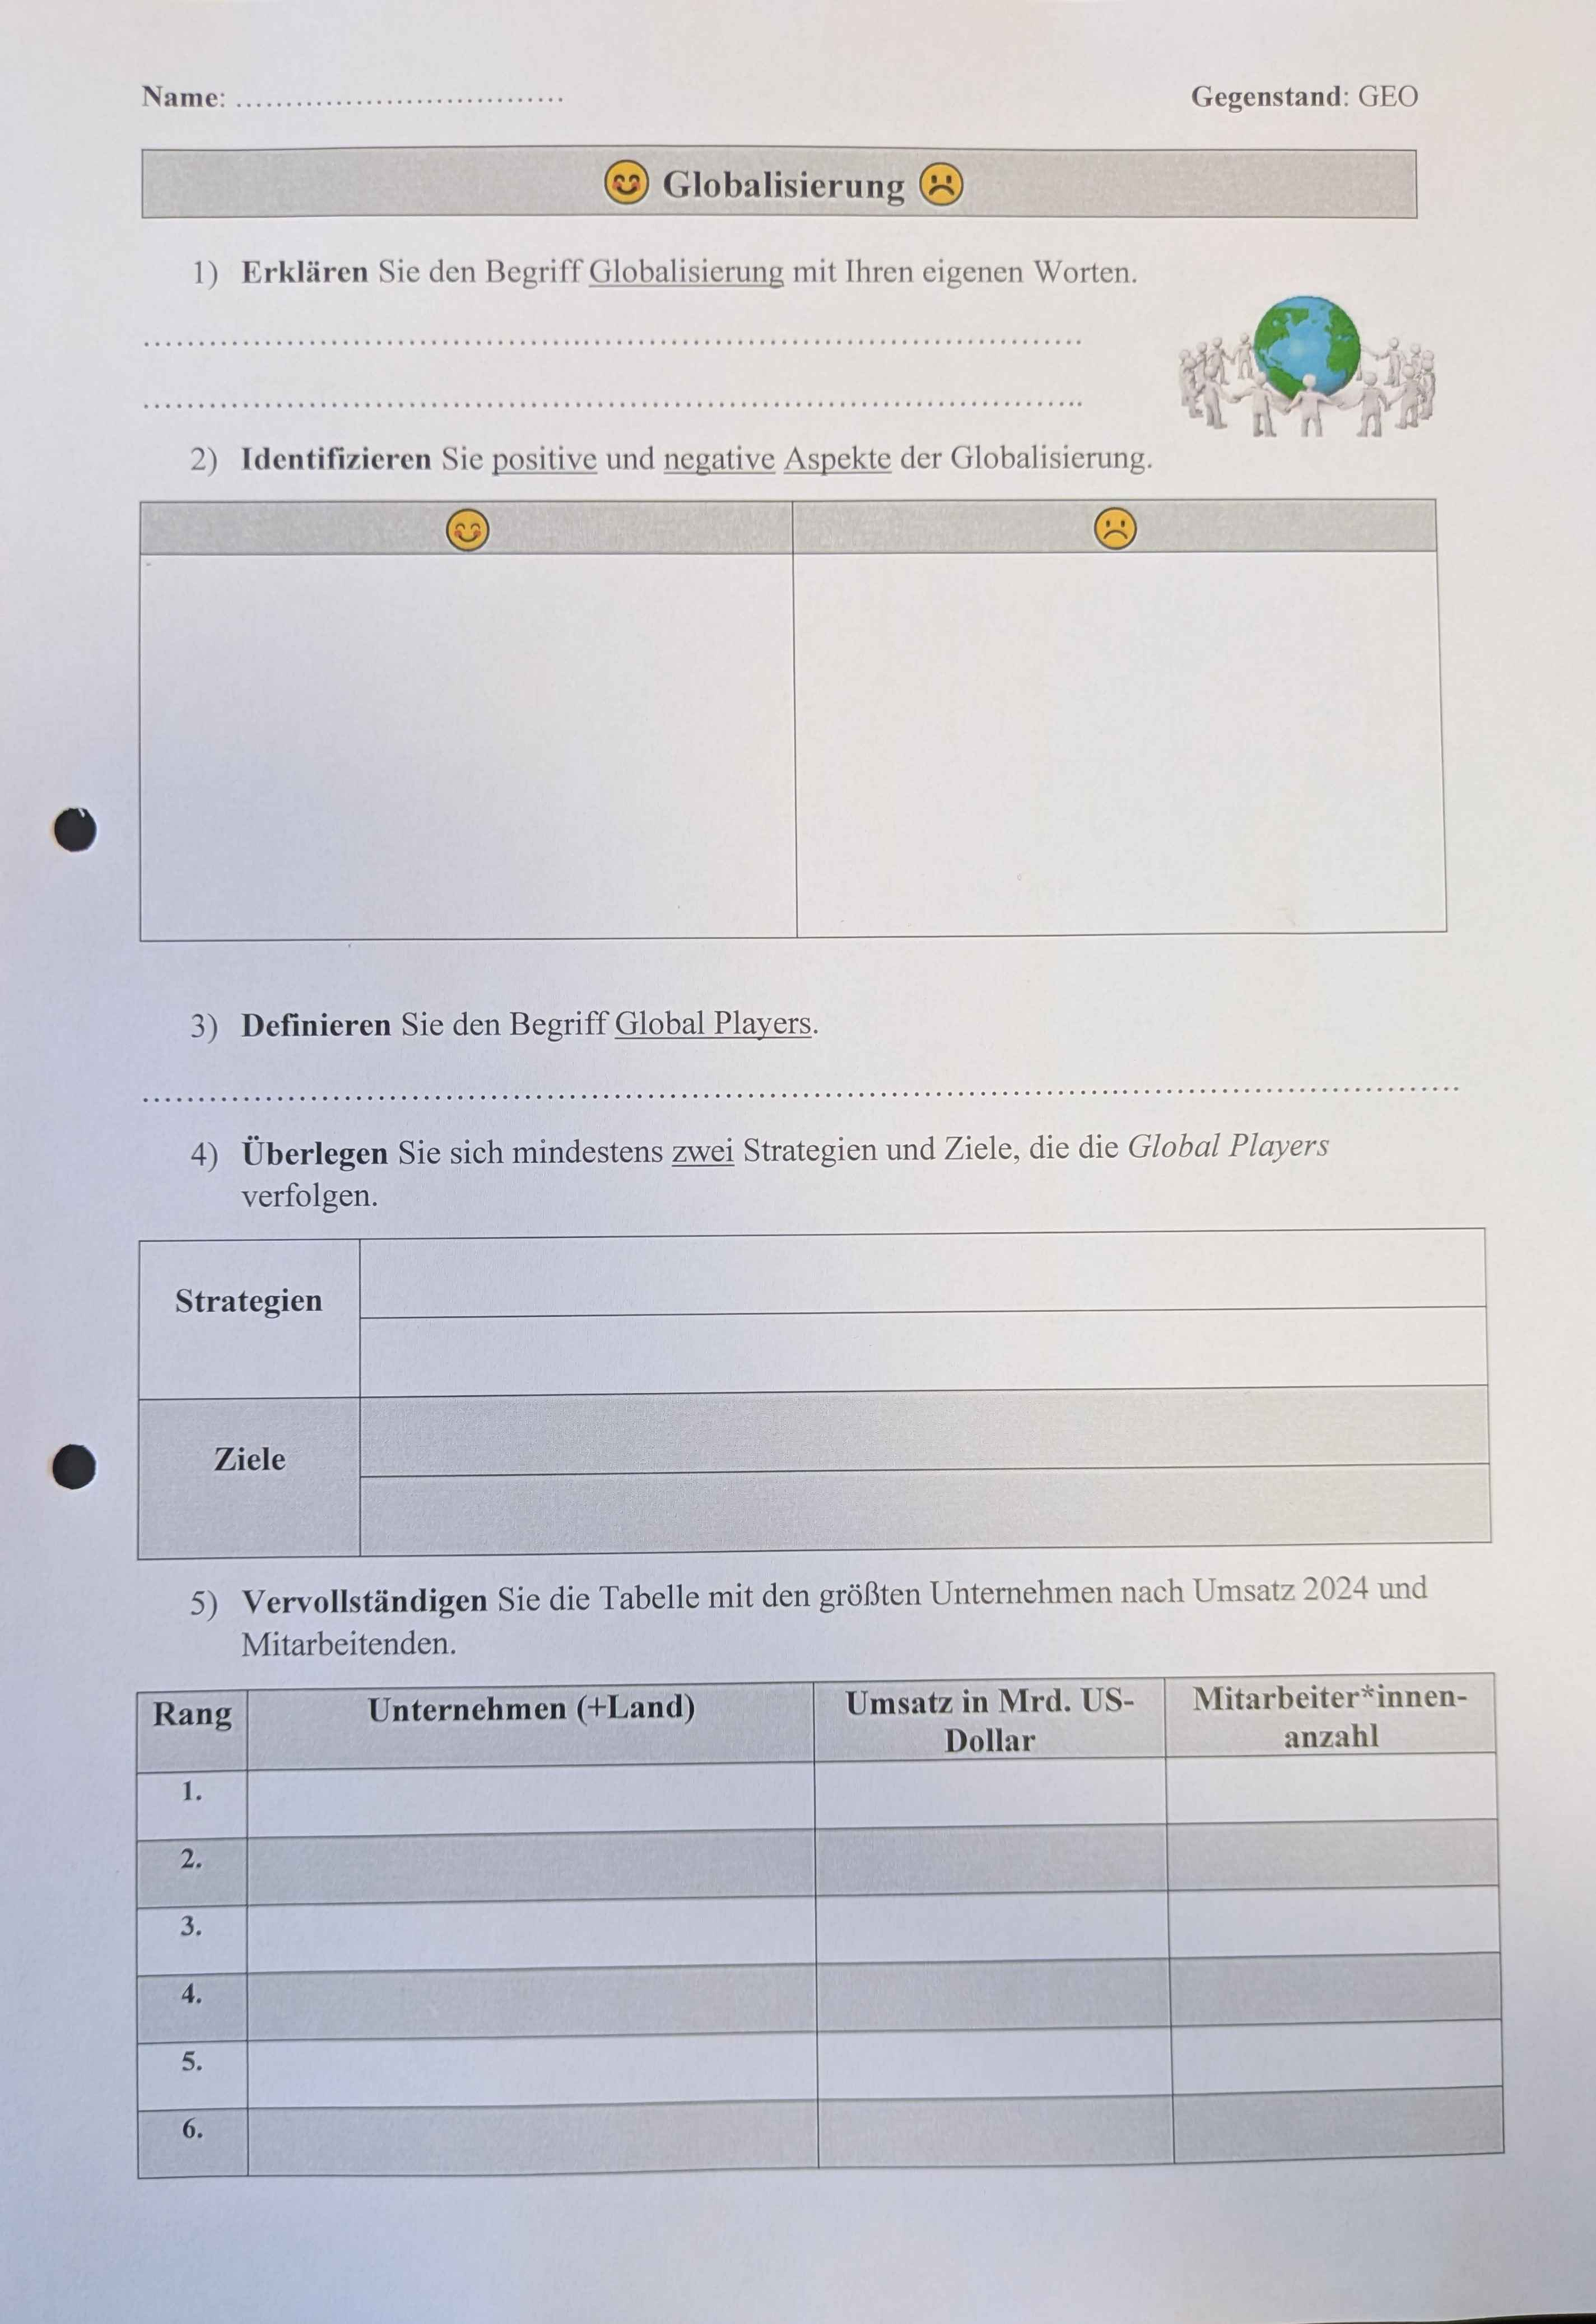 Name: .................................
Gegenstand: GEO
😊 Globalisierung ☹
1) Erklären Sie den Begriff Globalisierung mit Ihren eigenen Worten.
2) Identifizieren Sie positive und negative Aspekte der Globalisierung.
3) Definieren Sie den Begriff Global Players.
4) Überlegen Sie sich mindestens zwei Strategien und Ziele, die die Global Players
verfolgen.
Strategien
Ziele
5) Vervollständigen Sie die Tabelle mit den größten Unternehmen nach Umsatz 2024 und
Mitarbeitenden.
Rang
Unternehmen (+Land)
Umsatz in Mrd. US-
Dollar
Mitarbeiter*innen-
anzahl
1.
2.
3.
4.
5.
6.